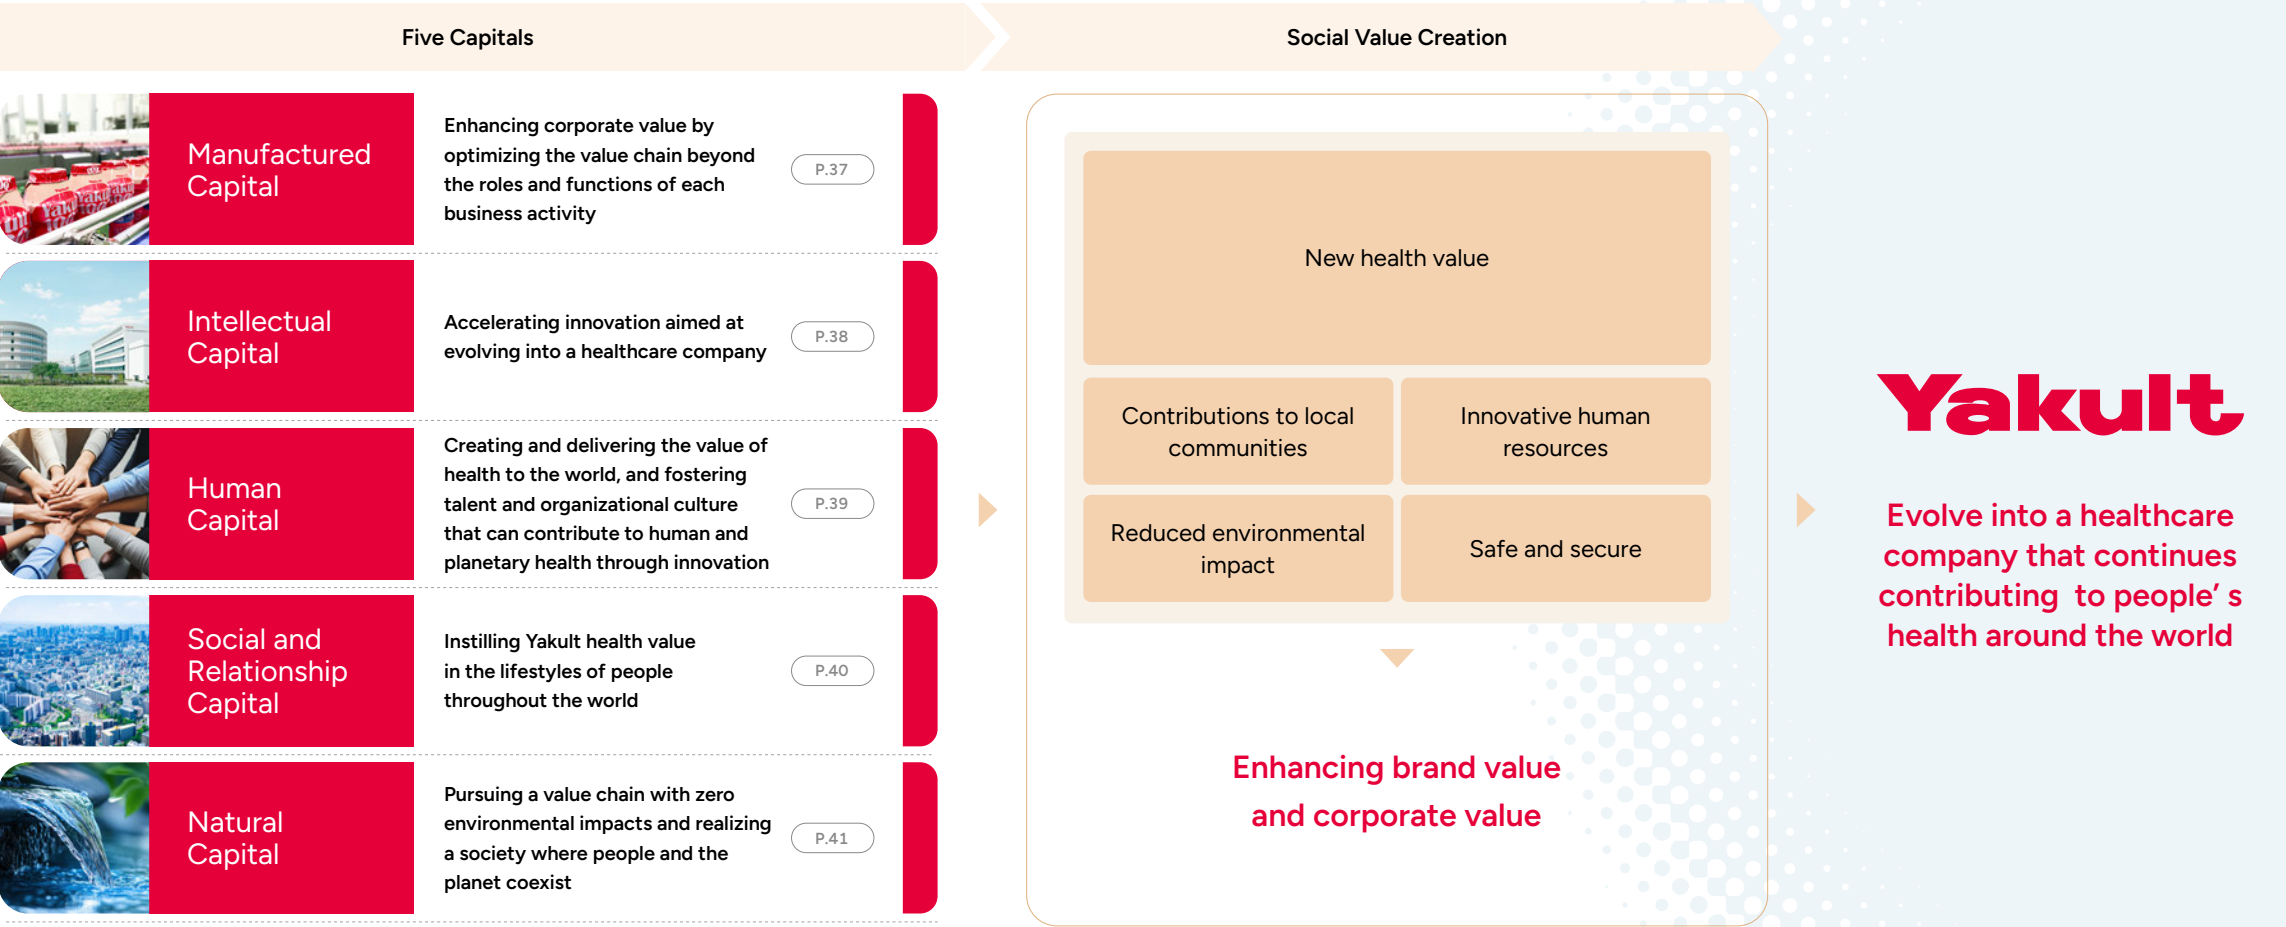 Five Capitals
Social Value Creation
Manufactured
Capital
Enhancing corporate value by
optimizing the value chain beyond
the roles and functions of each
business activity
P.37
Intellectual
Capital
Accelerating innovation aimed at
evolving into a healthcare company
P.38
Human
Capital
Creating and delivering the value of
health to the world, and fostering
talent and organizational culture
that can contribute to human and
planetary health through innovation
P.39
Social and
Relationship
Capital
Instilling Yakult health value
in the lifestyles of people
throughout the world
P.40
Natural
Capital
Pursuing a value chain with zero
environmental impacts and realizing
a society where people and the
planet coexist
P.41
New health value
Contributions to local
communities
Innovative human
resources
Reduced environmental
impact
Safe and secure
Enhancing brand value
and corporate value
Yakult
Evolve into a healthcare
company that continues
contributing  to people’ s
health around the world